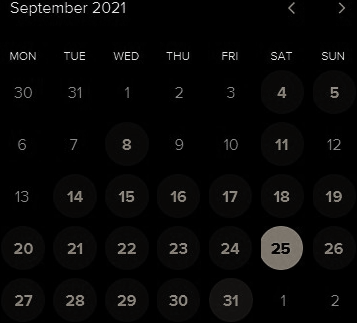 September 2021
MON TUE WED THU FRI SAT SUN
30 31 1 2 3 4 5
6 7 8 9 10 11 12
13 14 15 16 17 18 19
20 21 22 23 24 25 26
27 28 29 30 31 1 2